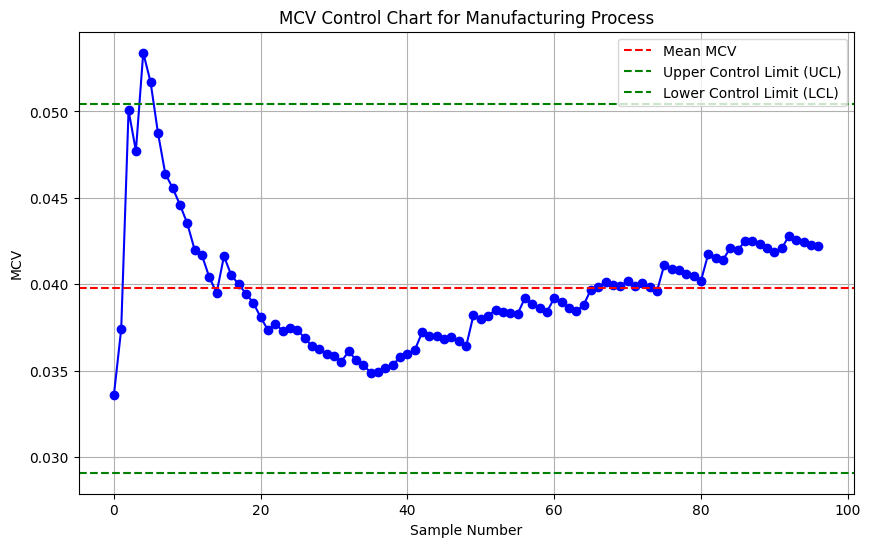 MCV Control Chart for Manufacturing Process
Mean MCV
Upper Control Limit (UCL)
Lower Control Limit (LCL)
MCV
0.050
0.045
0.040
0.035
0.030
0 20 40 60 80 100
Sample Number